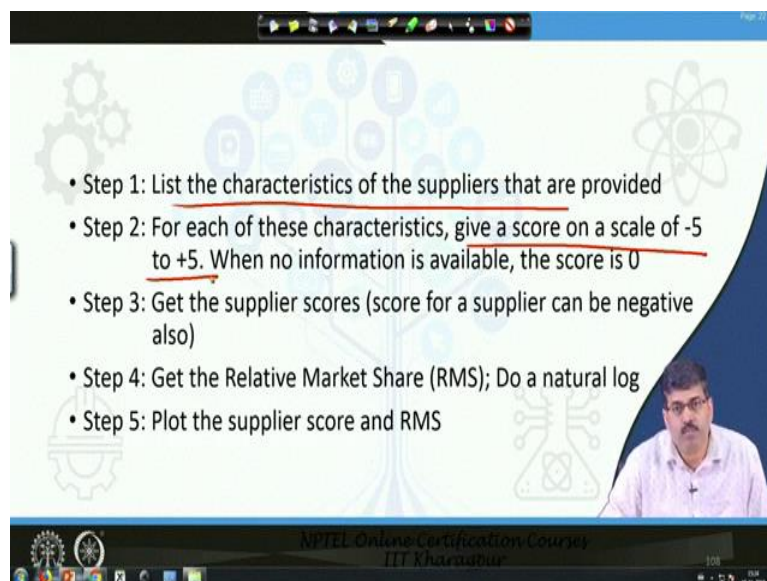 Page 22
• Step 1: List the characteristics of the suppliers that are provided
• Step 2: For each of these characteristics, give a score on a scale of -5
to +5. When no information is available, the score is 0
• Step 3: Get the supplier scores (score for a supplier can be negative
also)
• Step 4: Get the Relative Market Share (RMS); Do a natural log
• Step 5: Plot the supplier score and RMS
NPTEL Online Certification Courses
IIT Kharagpur
108